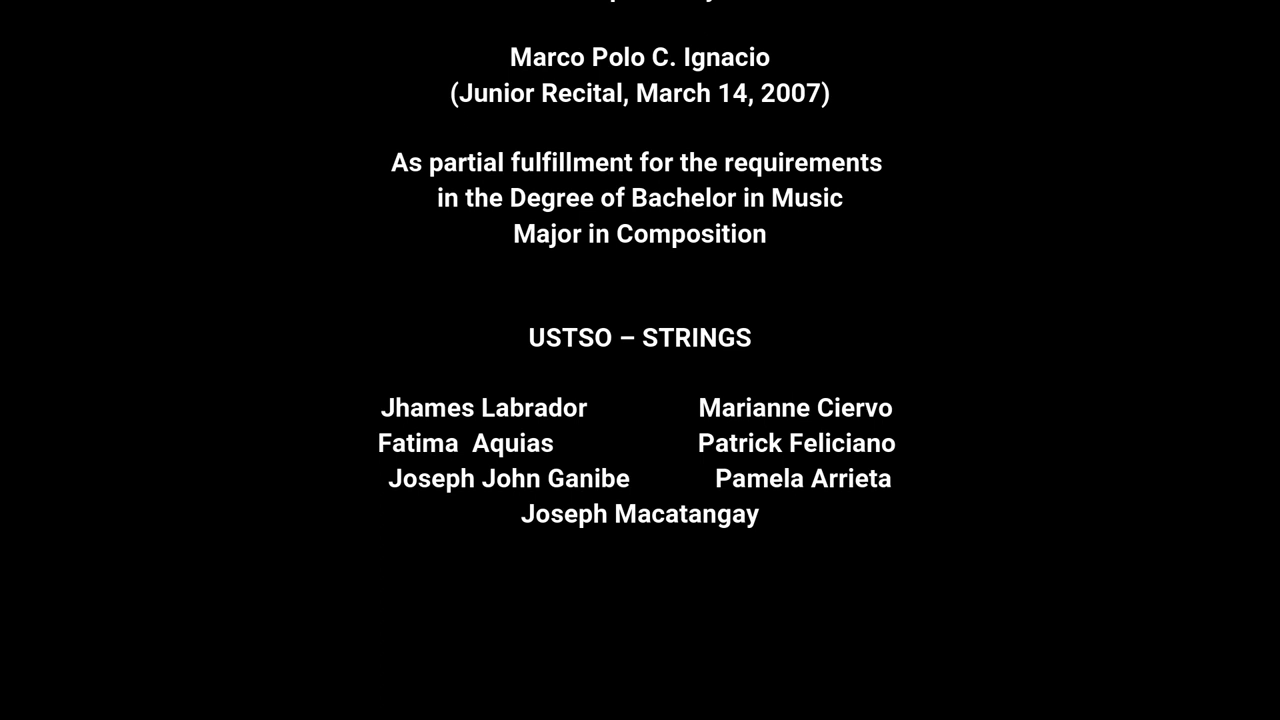 Marco Polo C. Ignacio
(Junior Recital, March 14, 2007)
As partial fulfillment for the requirements
in the Degree of Bachelor in Music
Major in Composition
USTSO – STRINGS
Jhames Labrador Marianne Ciervo
Fatima Aquias Patrick Feliciano
Joseph John Ganibe Pamela Arrieta
Joseph Macatangay